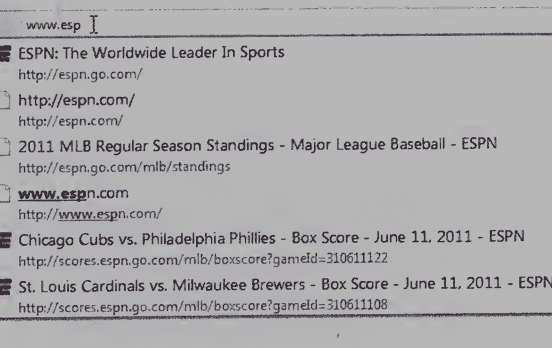 www.esp
ESPN: The Worldwide Leader In Sports
http://espn.go.com/
http://espn.com/
http://espn.com/
2011 MLB Regular Season Standings - Major League Baseball - ESPN
http://espn.go.com/mlb/standings
www.espn.com
http://www.espn.com/
Chicago Cubs vs. Philadelphia Phillies - Box Score - June 11, 2011 - ESPN
http://scores.espn.go.com/mlb/boxscore?gameId=310611122
St. Louis Cardinals vs. Milwaukee Brewers - Box Score - June 11, 2011 - ESPN
http://scores.espn.go.com/mlb/boxscore?gameId=310611108